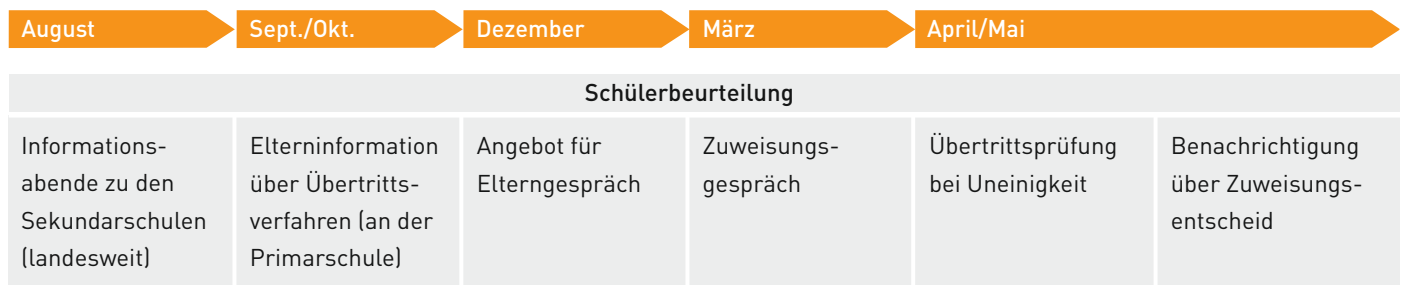 August
Sept./Okt.
Dezember
März
April/Mai
Schülerbeurteilung
Informations-
abende zu den
Sekundarschulen
(landesweit)
Elterninformation
über Übertritts-
verfahren (an der
Primarschule)
Angebot für
Elterngespräch
Zuweisungs-
gespräch
Übertrittsprüfung
bei Uneinigkeit
Benachrichtigung
über Zuweisungs-
entscheid